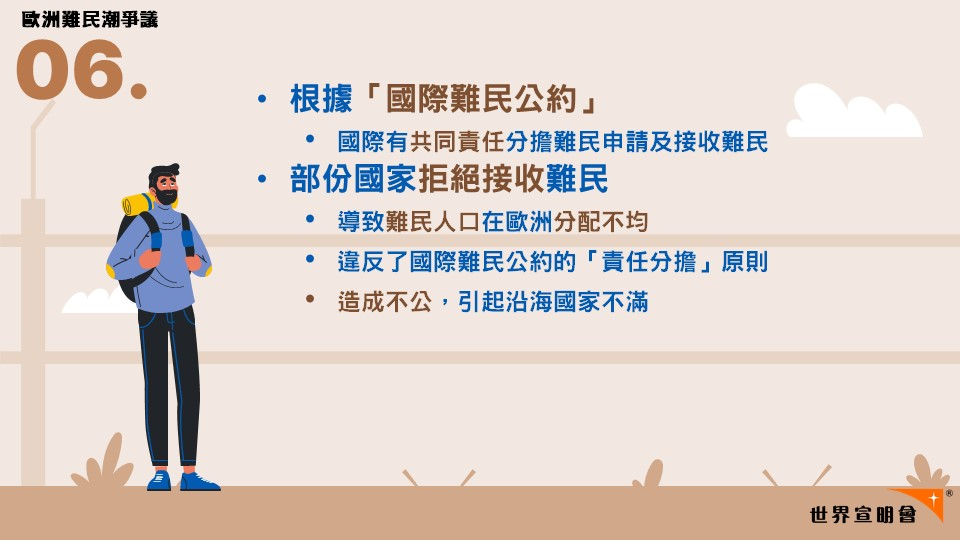 歐洲難民潮爭議
06.
• 根據「國際難民公約」
• 國際有共同責任分擔難民申請及接收難民
• 部份國家拒絕接收難民
• 導致難民人口在歐洲分配不均
• 違反了國際難民公約的「責任分擔」原則
• 造成不公，引起沿海國家不滿
世界宣明會®